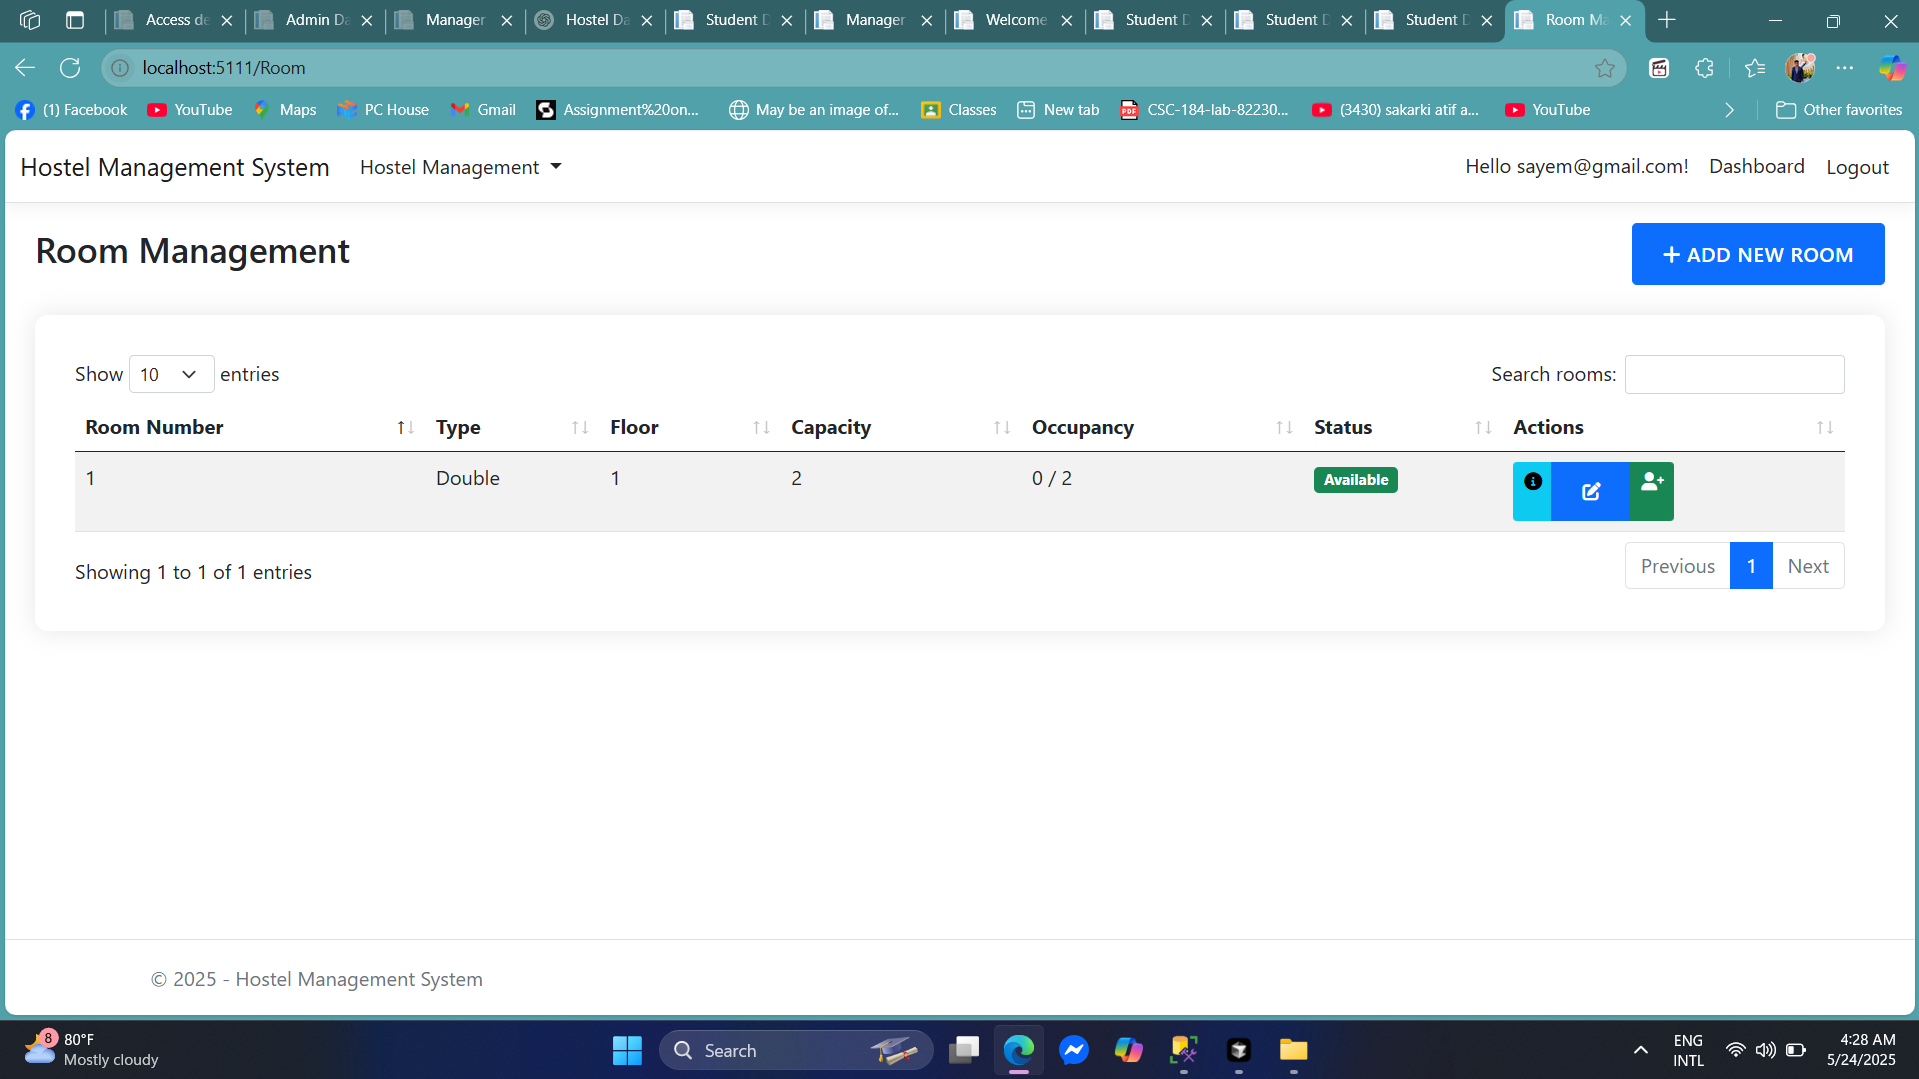 Access de
Admin Da
Manager
Hostel Da
Student D
Manager
Welcome
Student D
Student D
Student D
Room Ma
localhost:5111/Room
(1) Facebook
YouTube
Maps
PC House
Gmail
Assignment%20on...
May be an image of...
Classes
New tab
CSC-184-lab-82230...
(3430) sakarki atif a...
YouTube
Other favorites
Hostel Management System
Hostel Management
Hello sayem@gmail.com!
Dashboard
Logout
Room Management
+ ADD NEW ROOM
Show 10 entries
Search rooms:
Room Number Type Floor Capacity Occupancy Status Actions
1 Double 1 2 0 / 2 Available
Showing 1 to 1 of 1 entries
Previous 1 Next
© 2025 - Hostel Management System
8
80°F
Mostly cloudy
Search
ENG
INTL
4:28 AM
5/24/2025